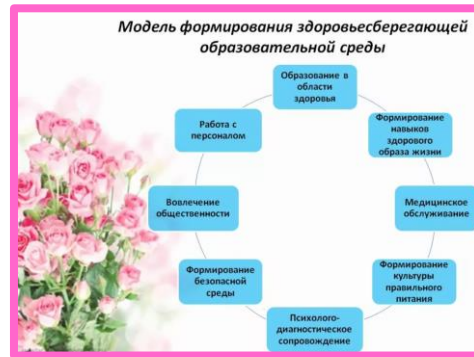 Модель формирования здоровьесберегающей
образовательной среды
Образование в
области
здоровья
Формирование
навыков
здорового
образа жизни
Медицинское
обслуживание
Формирование
культуры
правильного
питания
Психолого-
диагностическое
сопровождение
Формирование
безопасной
среды
Вовлечение
общественности
Работа с
персоналом